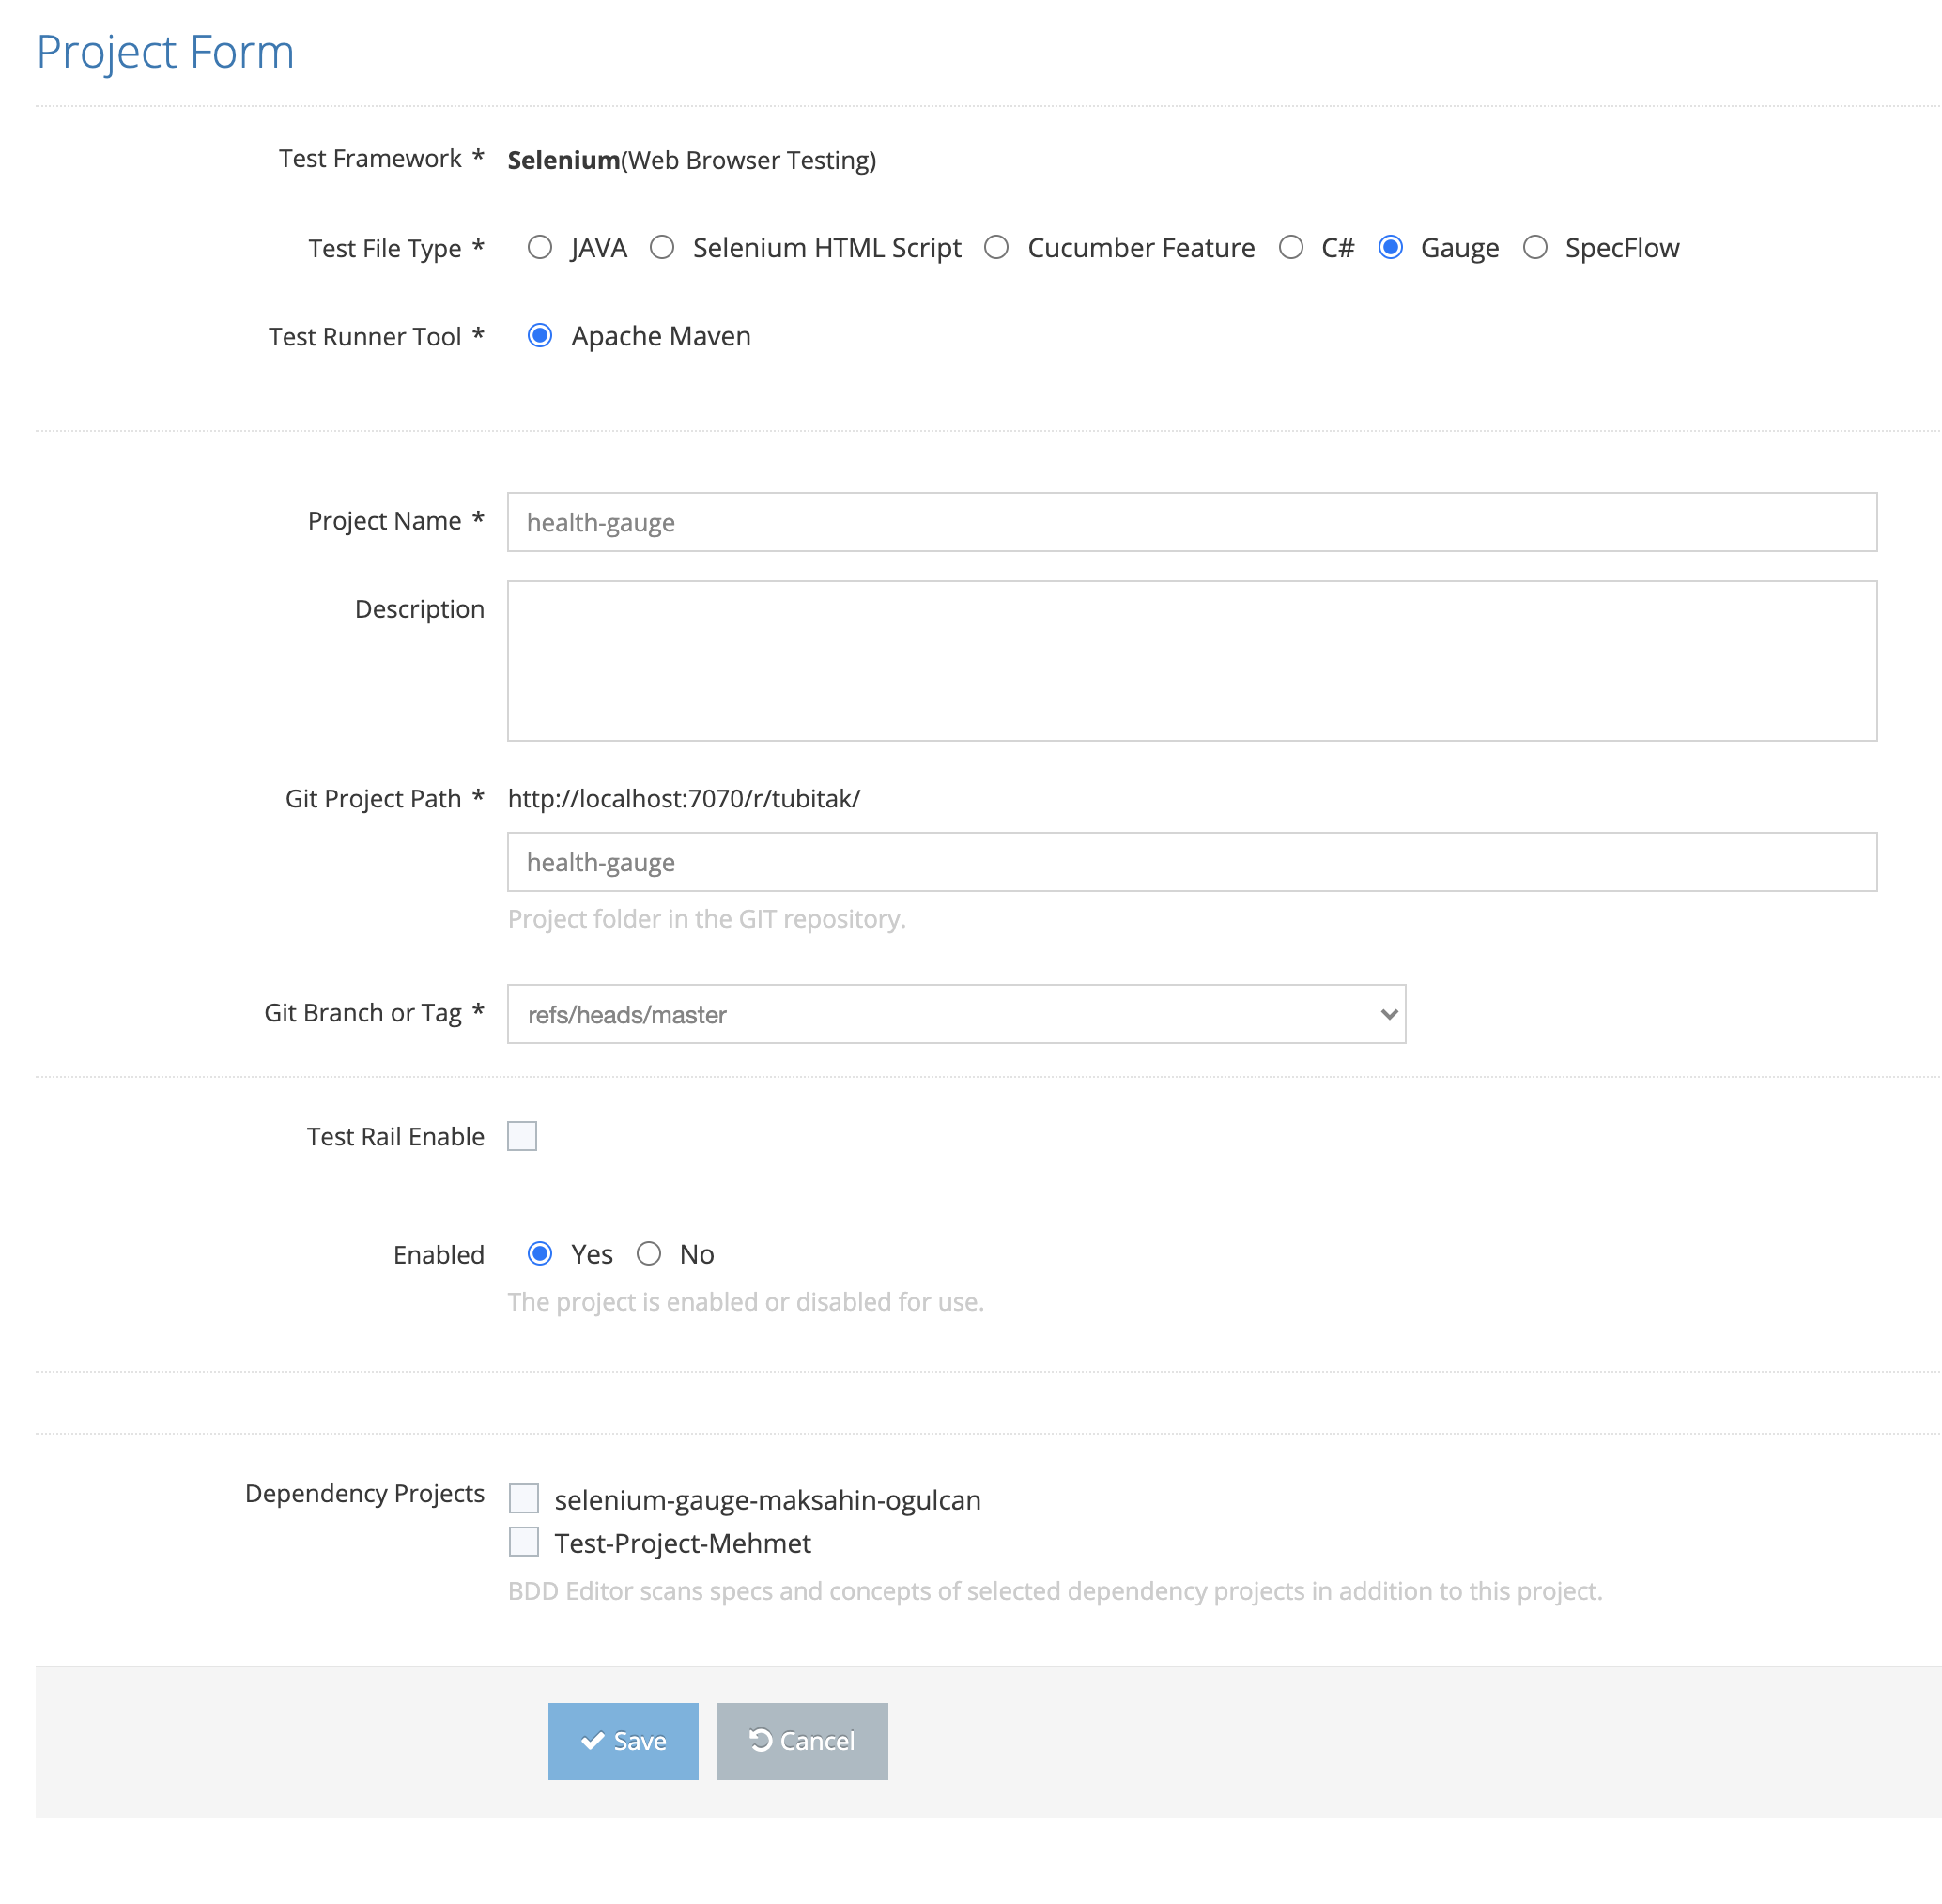 Project Form
Test Framework * Selenium(Web Browser Testing)
Test File Type * JAVA Selenium HTML Script Cucumber Feature C# Gauge SpecFlow
Test Runner Tool * Apache Maven
Project Name * health-gauge
Description
Git Project Path * http://localhost:7070/r/tubitak/
health-gauge
Project folder in the GIT repository.
Git Branch or Tag * refs/heads/master
Test Rail Enable
Enabled Yes No
The project is enabled or disabled for use.
Dependency Projects selenium-gauge-maksahin-ogulcan
Test-Project-Mehmet
BDD Editor scans specs and concepts of selected dependency projects in addition to this project.
Save Cancel